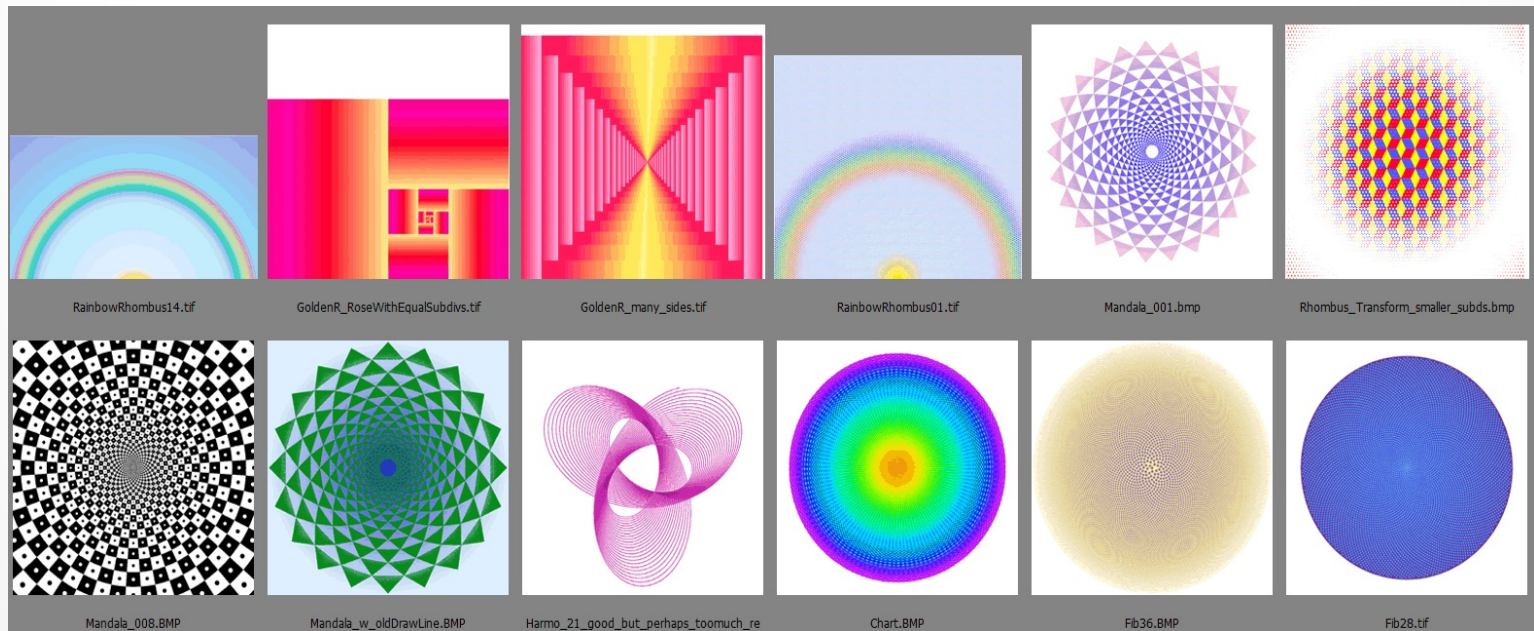 RainbowRhombus14.tif
GoldenR_RoseWithEqualSubdivs.tif
GoldenR_many_sides.tif
RainbowRhombus01.tif
Mandala_001.bmp
Rhombus_Transform_smaller_subds.bmp
Mandala_008.BMP
Mandala_w_oldDrawLine.BMP
Harmo_21_good_but_perhaps_toomuch_re
Chart.BMP
Fib36.BMP
Fib28.tif